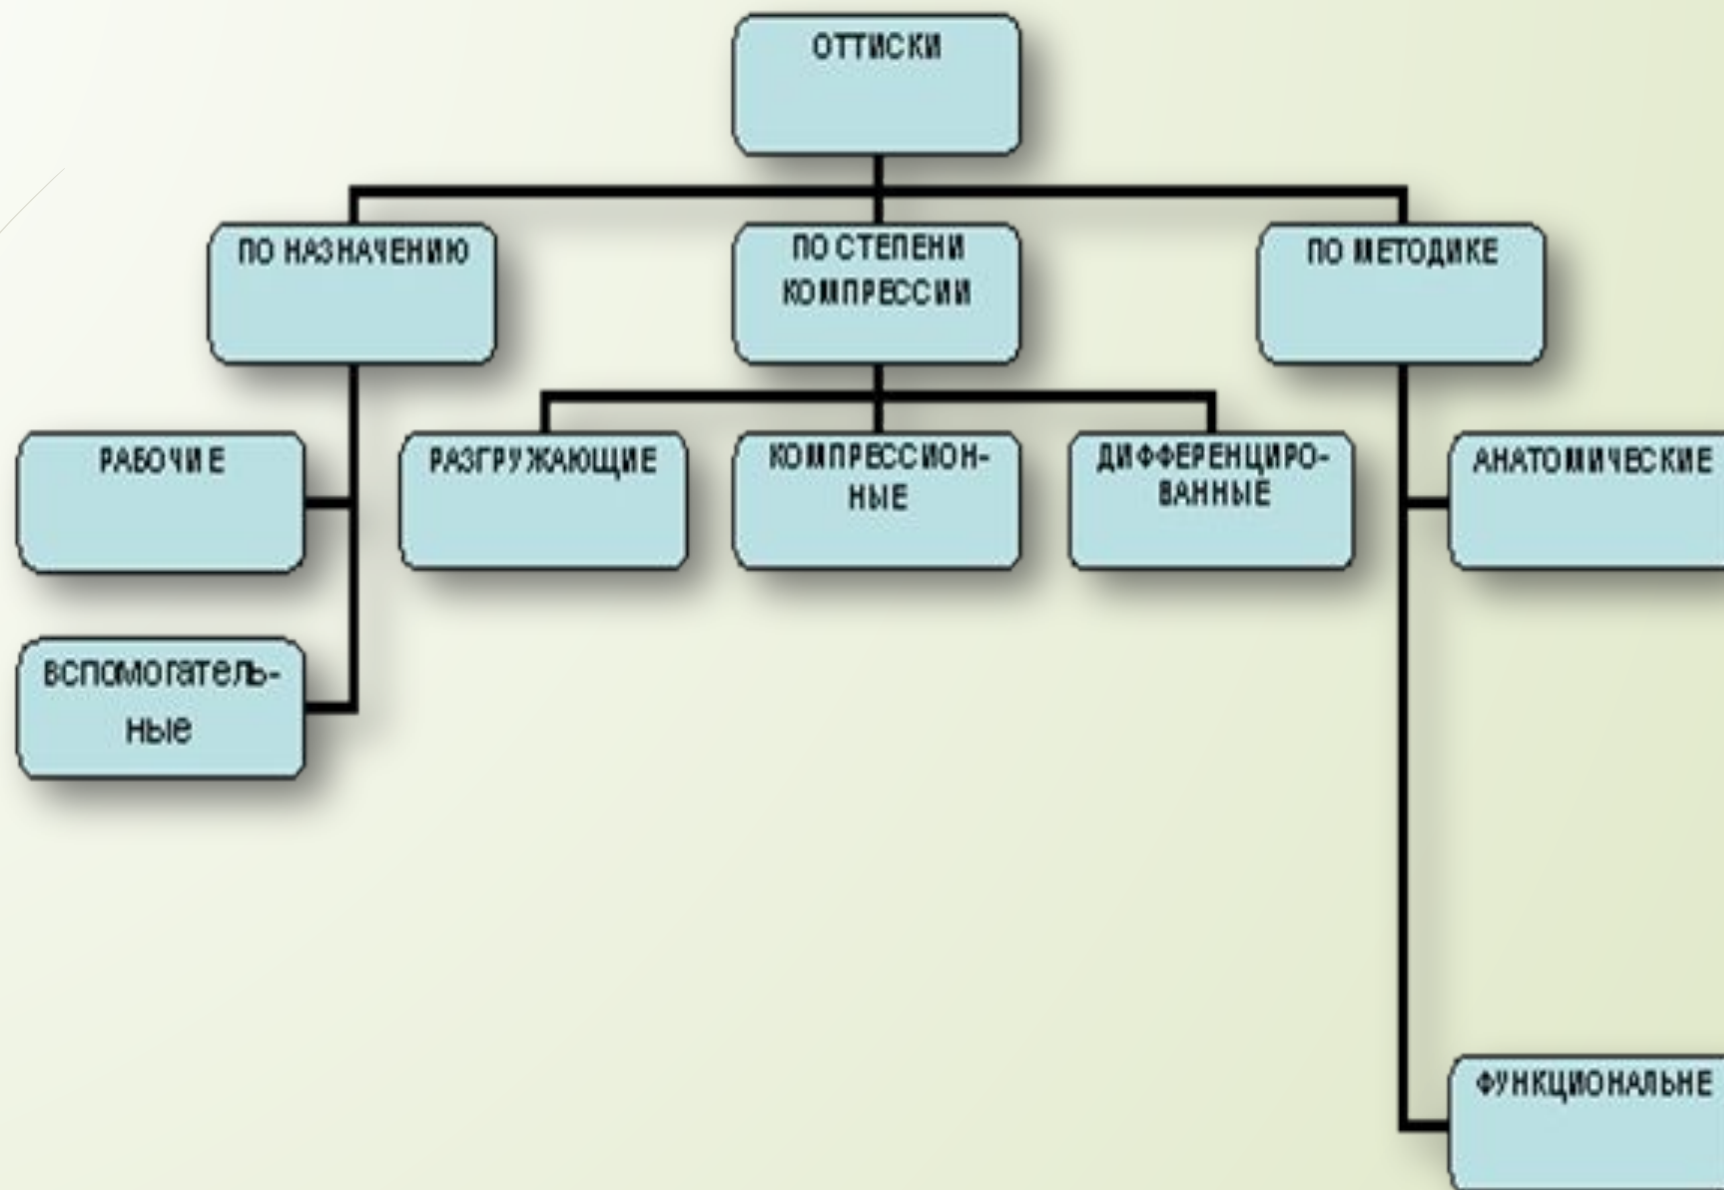 ОТТИСКИ
ПО НАЗНАЧЕНИЮ
ПО СТЕПЕНИ
КОМПРЕССИИ
ПО МЕТОДИКЕ
РАБОЧИЕ
РАЗГРУЖАЮЩИЕ
КОМПРЕССИОН-
НЫЕ
ДИФФЕРЕНЦИРО-
ВАННЫЕ
АНАТОМИЧЕСКИЕ
вспомогатель-
ные
ФУНКЦИОНАЛЬНЕ